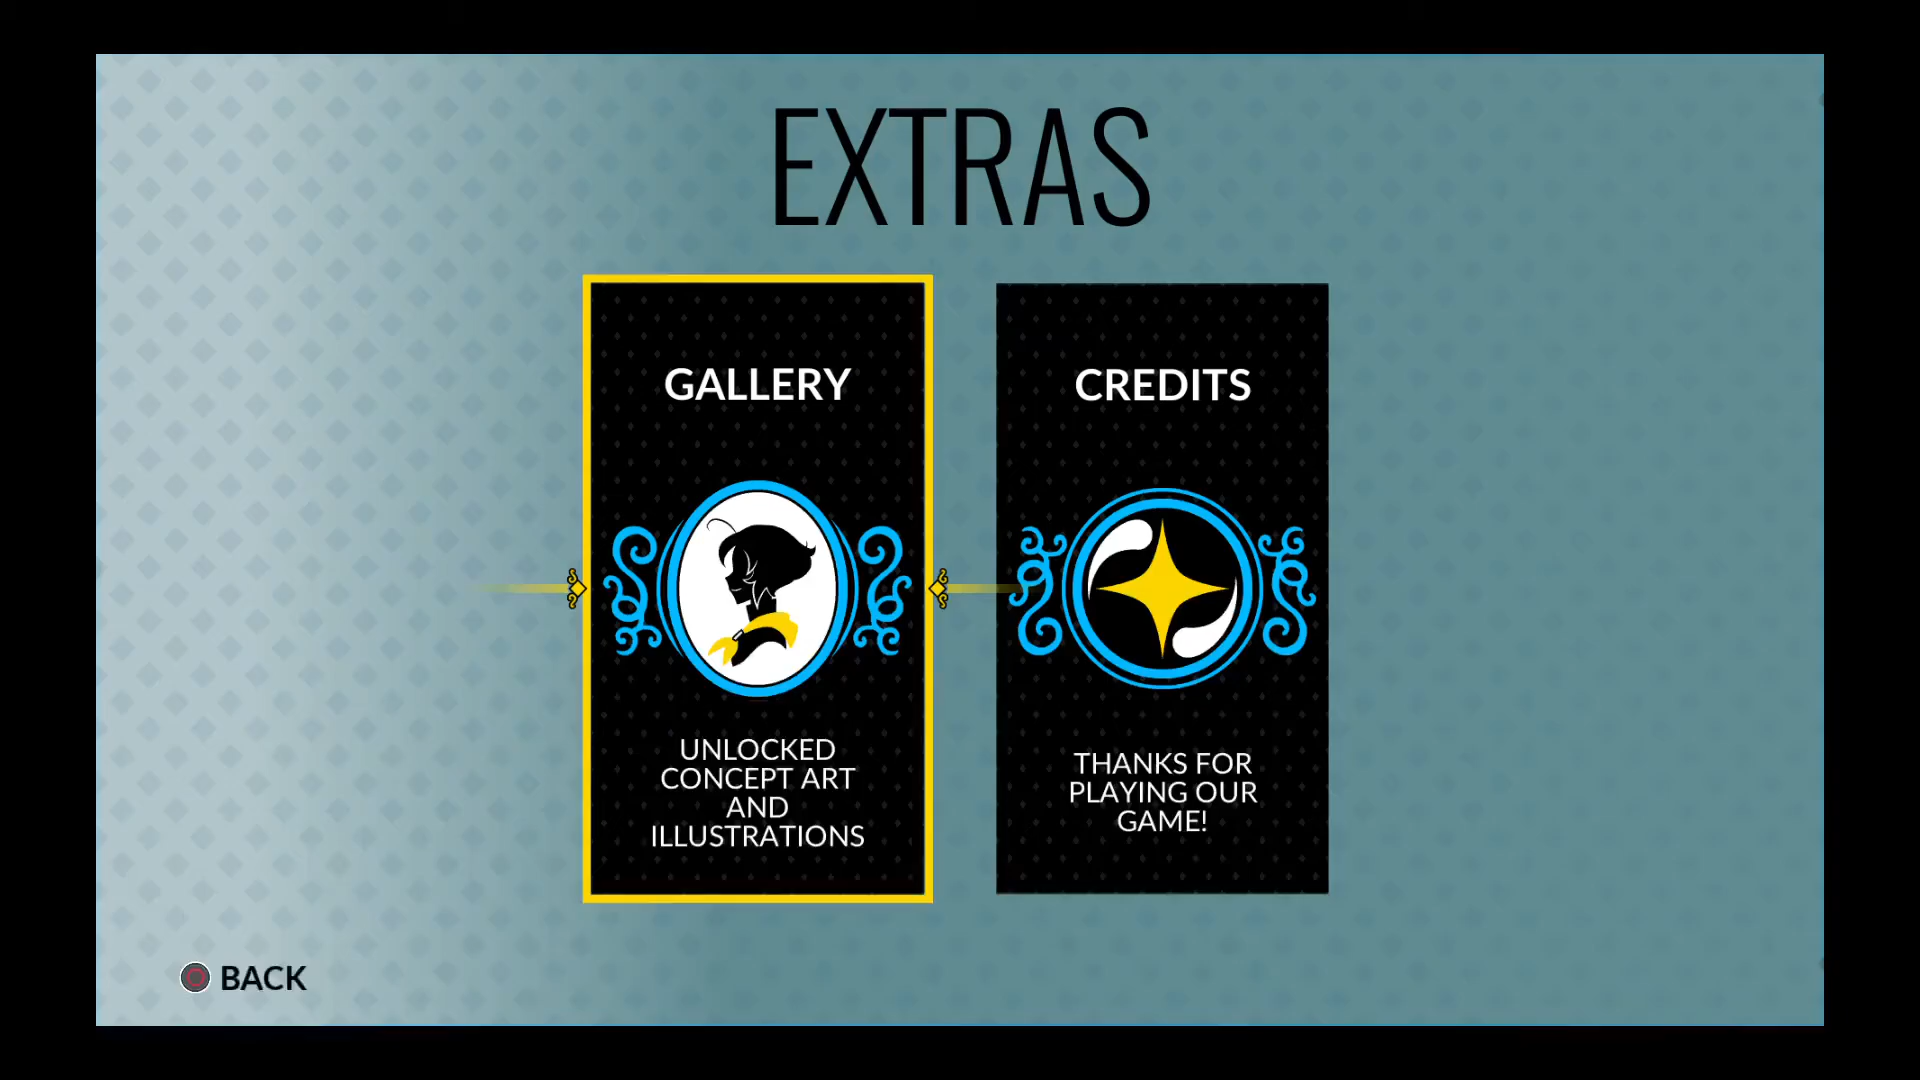 EXTRAS
GALLERY
UNLOCKED
CONCEPT ART
AND
ILLUSTRATIONS
CREDITS
THANKS FOR
PLAYING OUR
GAME!
BACK